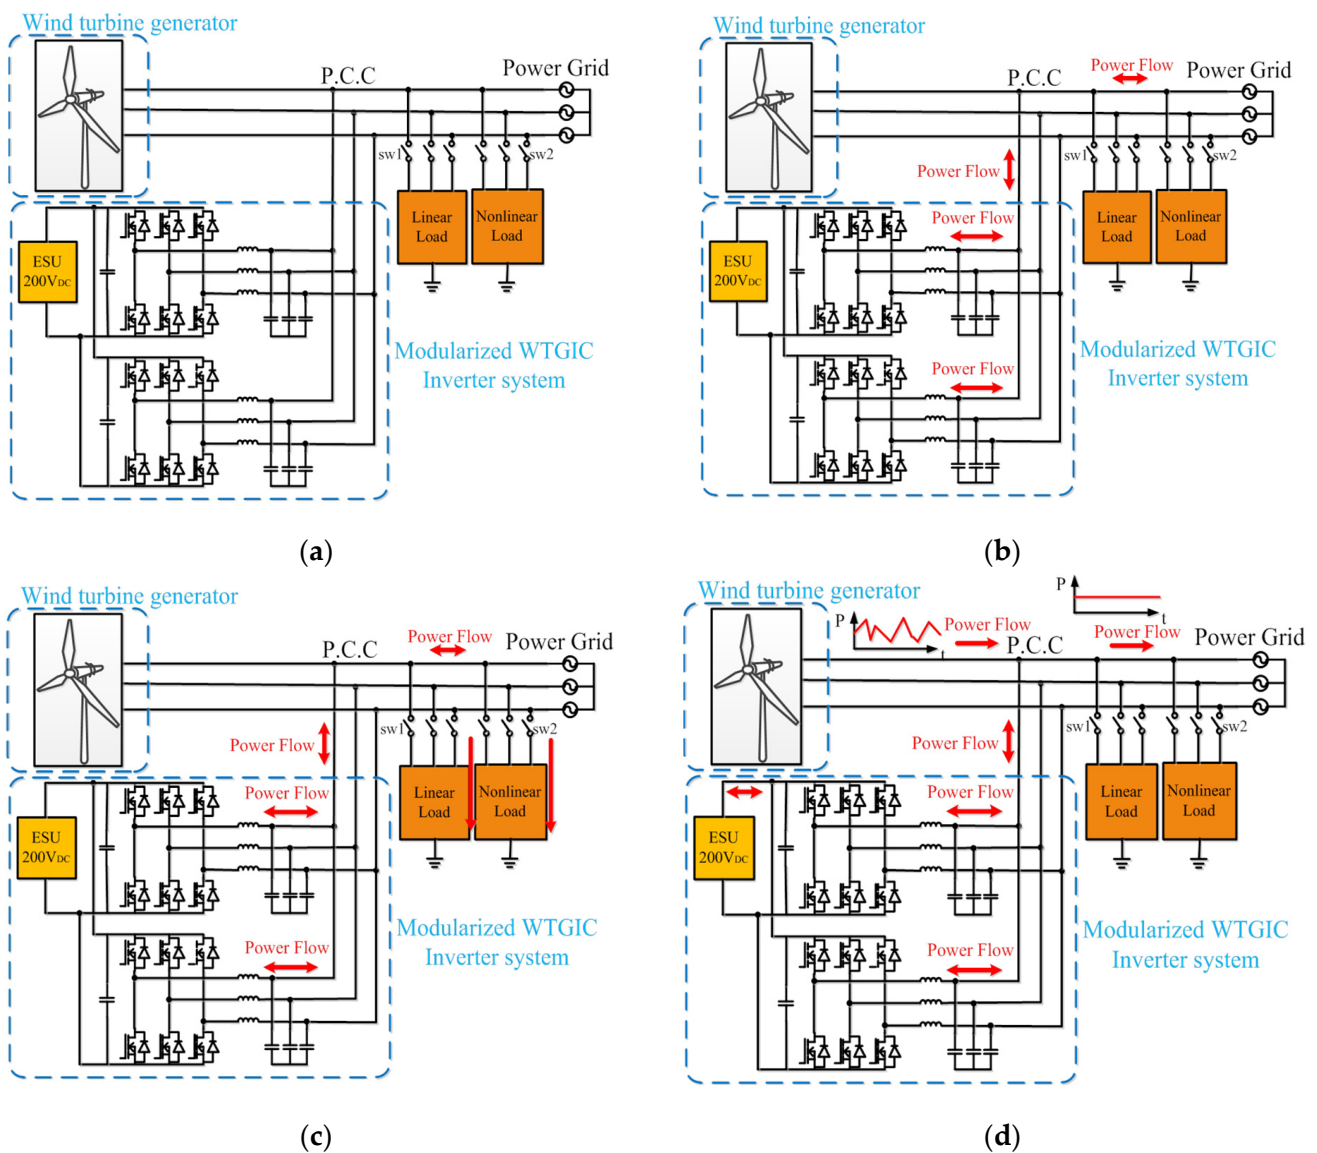 Wind turbine generator
P.C.C
Power Grid
sw1
sw2
Linear
Load
Nonlinear
Load
ESU
200VDC
Modularized WTGIC
Inverter system
(a)
Wind turbine generator
Power Flow
P.C.C
Power Grid
sw1
sw2
Power Flow
Linear
Load
Nonlinear
Load
Power Flow
ESU
200VDC
Modularized WTGIC
Inverter system
Power Flow
(b)
Wind turbine generator
Power Flow
P.C.C
Power Grid
sw1
sw2
Power Flow
Linear
Load
Nonlinear
Load
Power Flow
ESU
200VDC
Modularized WTGIC
Inverter system
Power Flow
(c)
Wind turbine generator
P
t
P
t
Power Flow
P.C.C
Power Flow
Power Grid
sw1
sw2
Power Flow
Linear
Load
Nonlinear
Load
Power Flow
ESU
200VDC
Modularized WTGIC
Inverter system
Power Flow
(d)